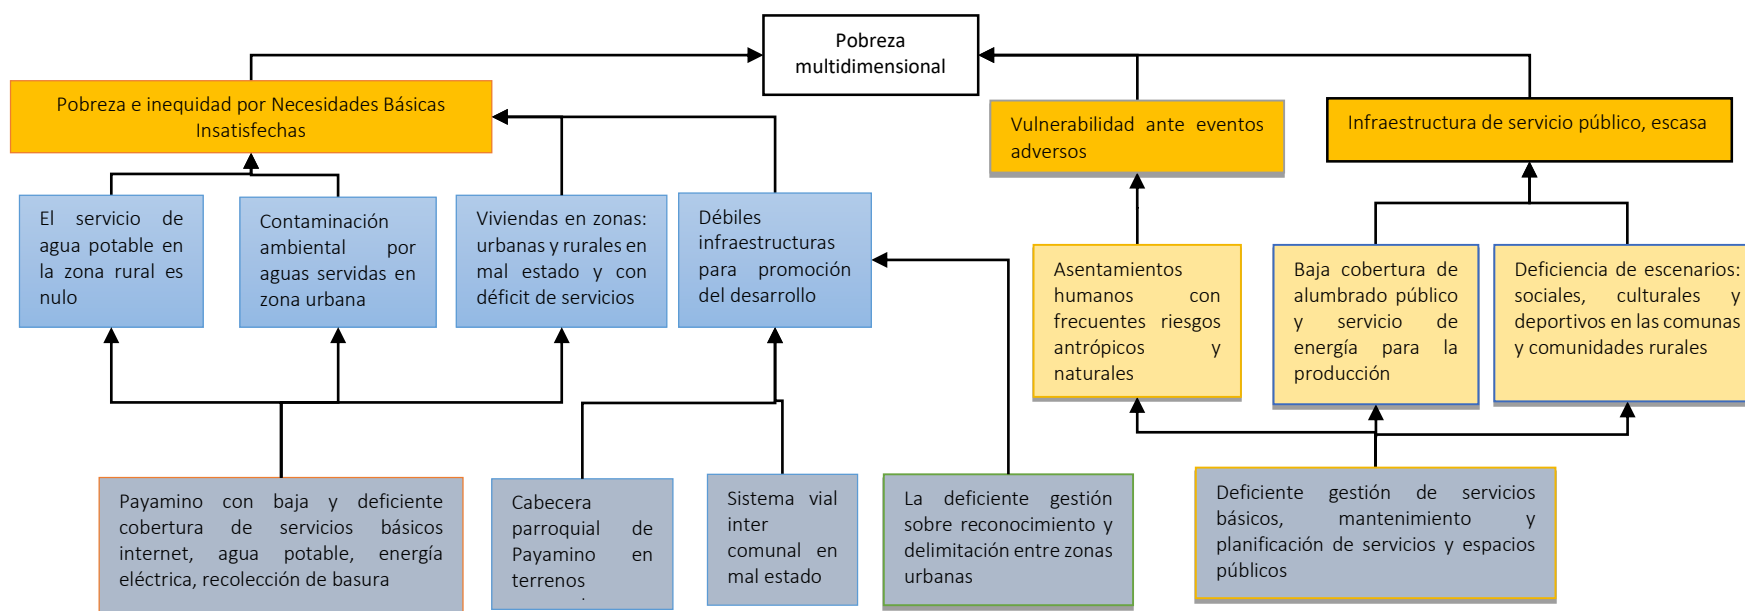 Pobreza
multidimensional
Pobreza e inequidad por Necesidades Básicas
Insatisfechas
Vulnerabilidad ante eventos
adversos
Infraestructura de servicio público, escasa
El servicio de
agua potable en
la zona rural es
nulo
Contaminación
ambiental por
aguas servidas en
zona urbana
Viviendas en zonas:
urbanas y rurales en
mal estado y con
déficit de servicios
Débiles
infraestructuras
para promoción
del desarrollo
Asentamientos
humanos con
frecuentes riesgos
antrópicos y
naturales
Baja cobertura de
alumbrado público
y servicio de
energía para la
producción
Deficiencia de escenarios:
sociales, culturales y
deportivos en las comunas
y comunidades rurales
Payamino con baja y deficiente
cobertura de servicios básicos
internet, agua potable, energía
eléctrica, recolección de basura
Cabecera
parroquial de
Payamino en
terrenos
Sistema vial
inter
comunal en
mal estado
La deficiente gestión
sobre reconocimiento y
delimitación entre zonas
urbanas
Deficiente gestión de servicios
básicos, mantenimiento y
planificación de servicios y espacios
públicos